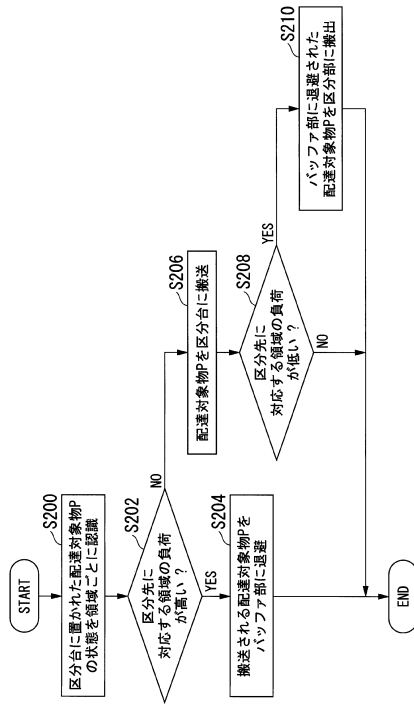 START
S200
区分台に置かれた配達対象物P
の状態を領域ごとに認識
S202
区分先に
対応する領域の負荷
が高い？
YES
NO
S204
搬送される配達対象物Pを
バッファ部に退避
S206
配達対象物Pを区分台に搬送
S208
区分先に
対応する領域の負荷
が低い？
YES
NO
S210
バッファ部に退避された
配達対象物Pを区分部に搬出
END